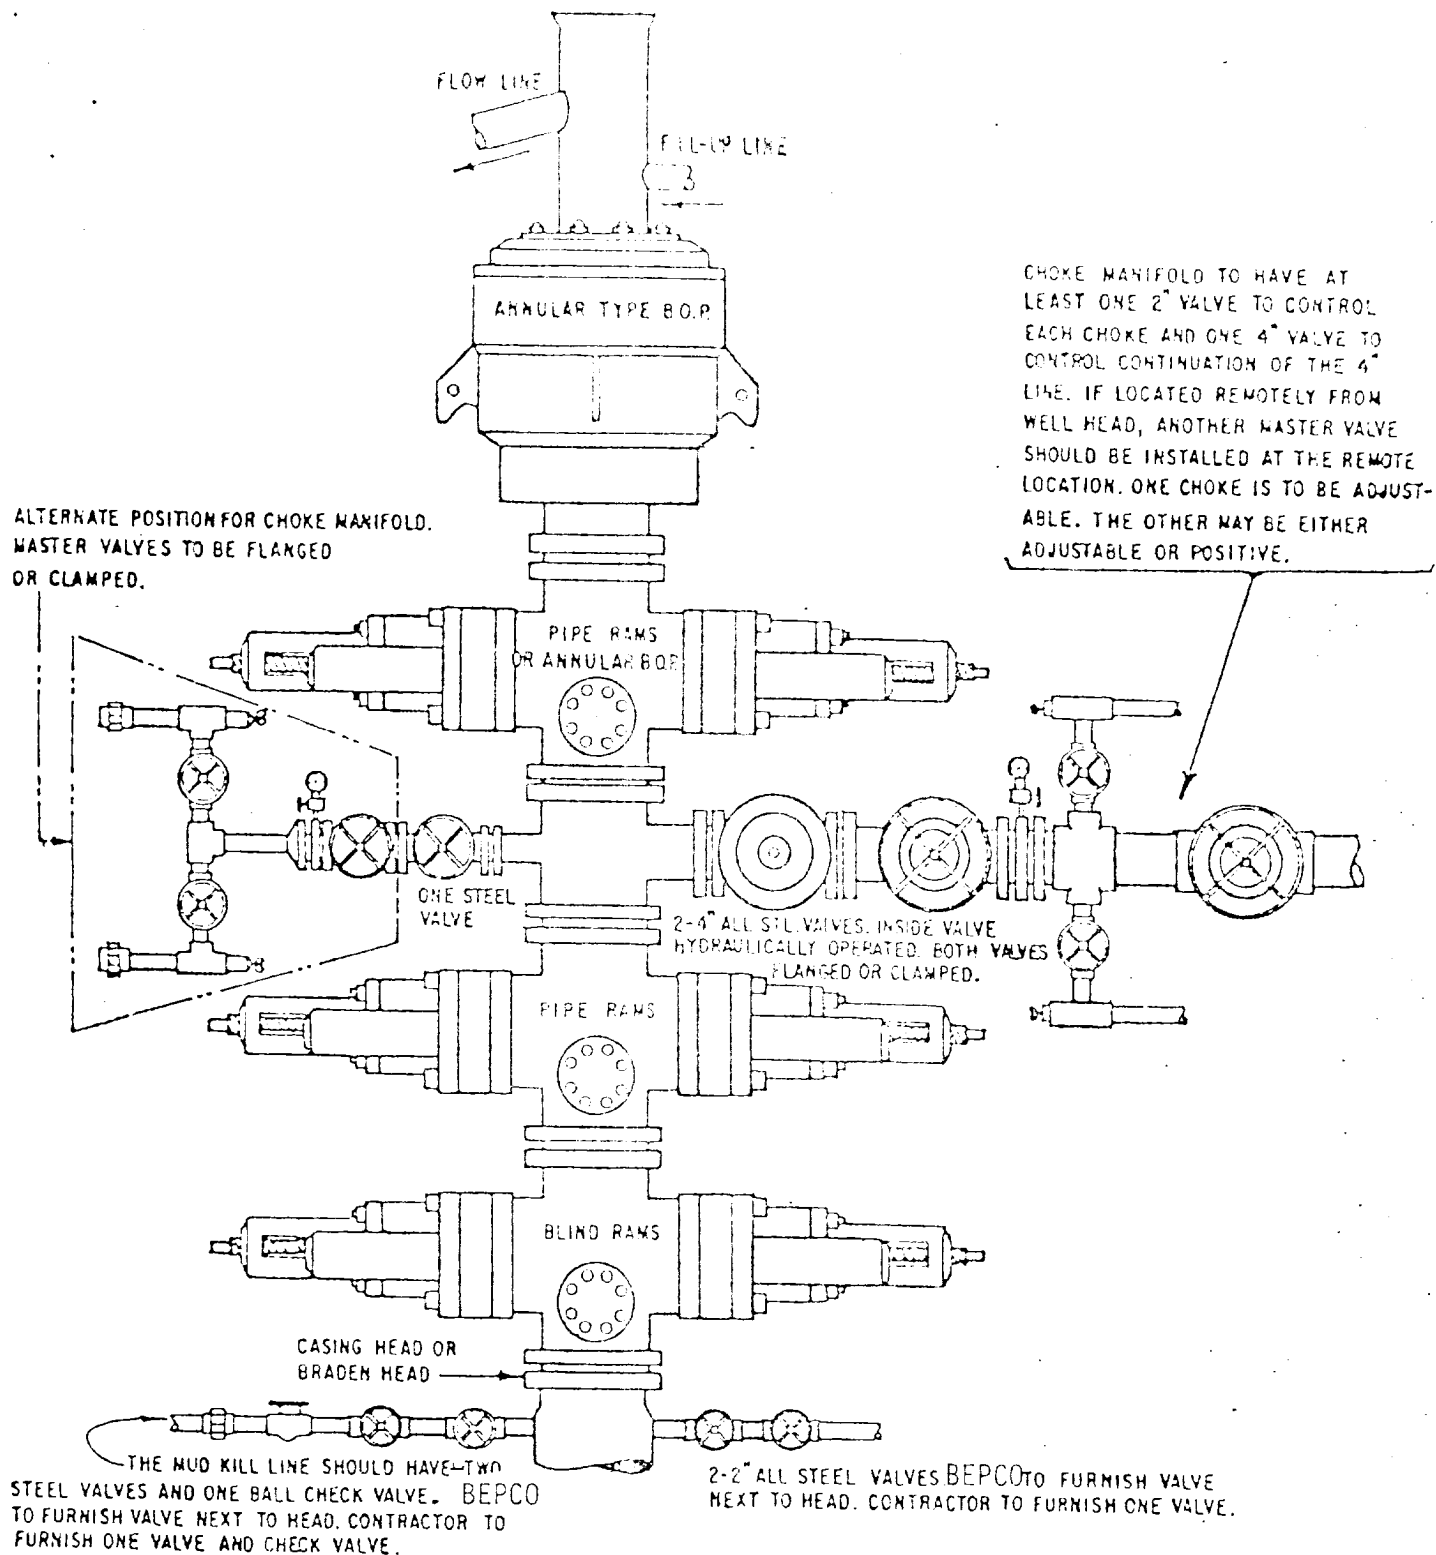 FLOW LINE
FILL-UP LINE
ANNULAR TYPE B.O.P.
CHOKE MANIFOLD TO HAVE AT
LEAST ONE 2" VALVE TO CONTROL
EACH CHOKE AND ONE 4" VALVE TO
CONTROL CONTINUATION OF THE 4"
LINE. IF LOCATED REMOTELY FROM
WELL HEAD, ANOTHER MASTER VALVE
SHOULD BE INSTALLED AT THE REMOTE
LOCATION. ONE CHOKE IS TO BE ADJUST-
ABLE. THE OTHER MAY BE EITHER
ADJUSTABLE OR POSITIVE.
ALTERNATE POSITION FOR CHOKE MANIFOLD.
MASTER VALVES TO BE FLANGED
OR CLAMPED.
PIPE RAMS
OR ANNULAR B.O.P.
ONE STEEL
VALVE
2-4" ALL STL. VALVES. INSIDE VALVE
HYDRAULICALLY OPERATED. BOTH VALVES
FLANGED OR CLAMPED.
PIPE RAMS
BLIND RAMS
CASING HEAD OR
BRADEN HEAD
THE MUD KILL LINE SHOULD HAVE TWO
STEEL VALVES AND ONE BALL CHECK VALVE. BEPCO
TO FURNISH VALVE NEXT TO HEAD. CONTRACTOR TO
FURNISH ONE VALVE AND CHECK VALVE.
2-2" ALL STEEL VALVES BEPCO TO FURNISH VALVE
NEXT TO HEAD. CONTRACTOR TO FURNISH ONE VALVE.